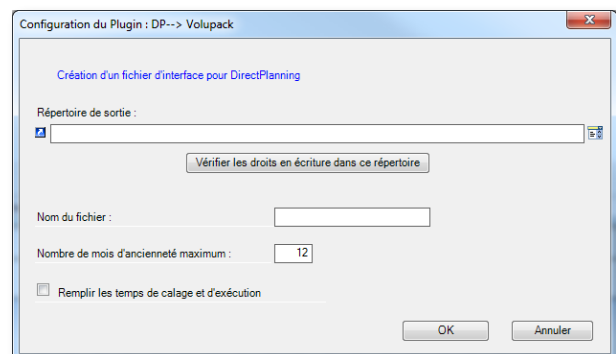 Configuration du Plugin : DP--> Volupack
Création d'un fichier d'interface pour DirectPlanning
Répertoire de sortie :
Vérifier les droits en écriture dans ce répertoire
Nom du fichier :
Nombre de mois d'ancienneté maximum : 12
Remplir les temps de calage et d'exécution
OK Annuler